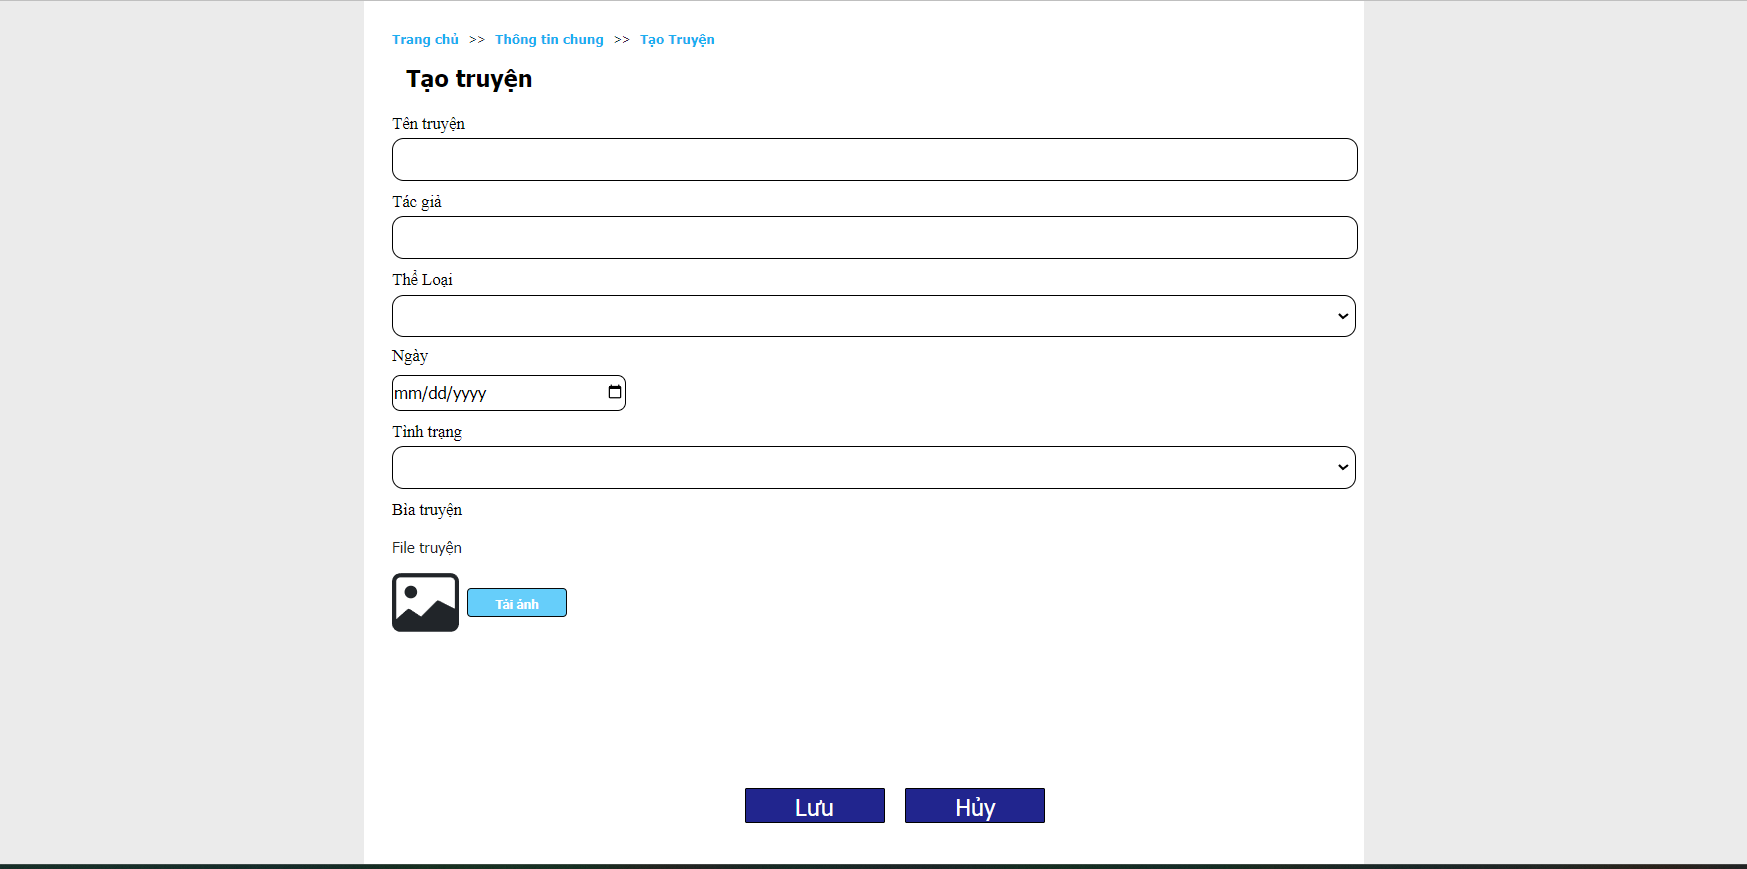 Trang chủ >> Thông tin chung >> Tạo Truyện
Tạo truyện
Tên truyện
Tác giả
Thể Loại
Ngày
mm/dd/yyyy
Tình trạng
Bìa truyện
File truyện
Tải ảnh
Lưu Hủy